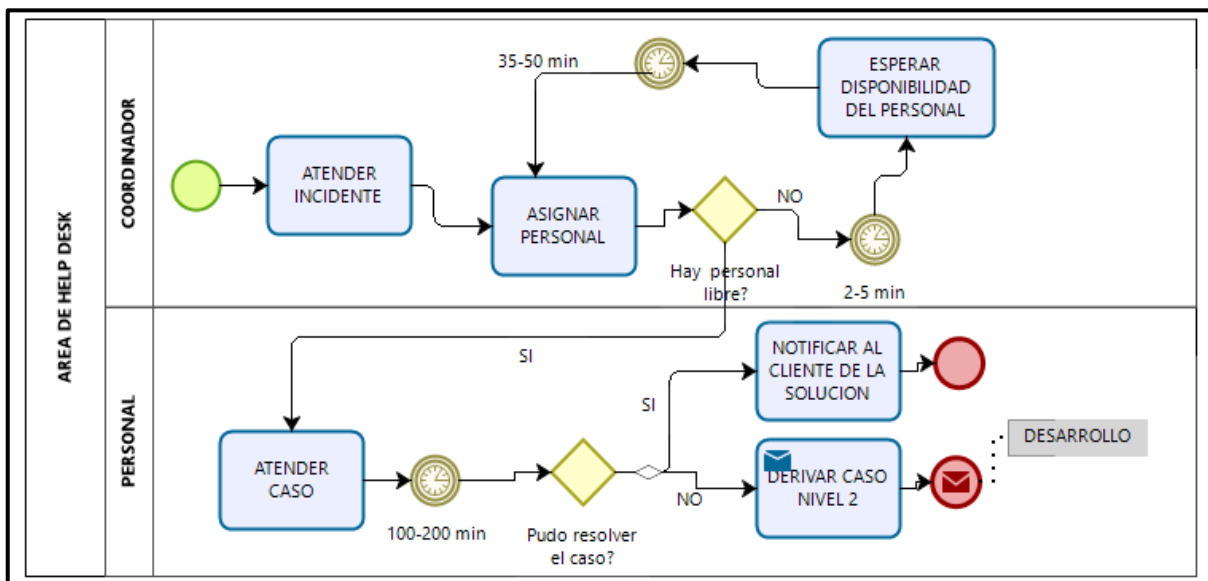 AREA DE HELP DESK
COORDINADOR
35-50 min
ESPERAR
DISPONIBILIDAD
DEL PERSONAL
ATENDER
INCIDENTE
ASIGNAR
PERSONAL
NO
Hay personal
libre?
2-5 min
PERSONAL
SI
NOTIFICAR AL
CLIENTE DE LA
SOLUCION
SI
DESARROLLO
ATENDER
CASO
DERIVAR CASO
NIVEL 2
NO
100-200 min
Pudo resolver
el caso?